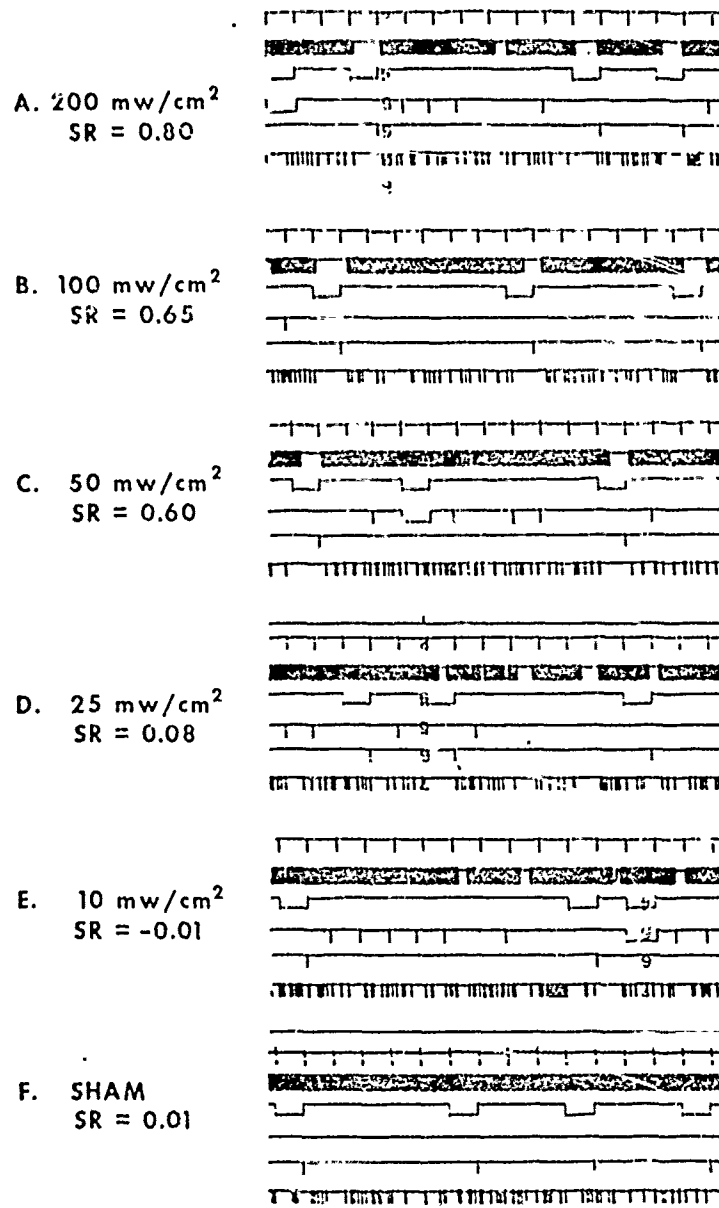 A. 200 mw/cm²
SR = 0.80
B. 100 mw/cm²
SR = 0.65
C. 50 mw/cm²
SR = 0.60
D. 25 mw/cm²
SR = 0.08
E. 10 mw/cm²
SR = -0.01
F. SHAM
SR = 0.01